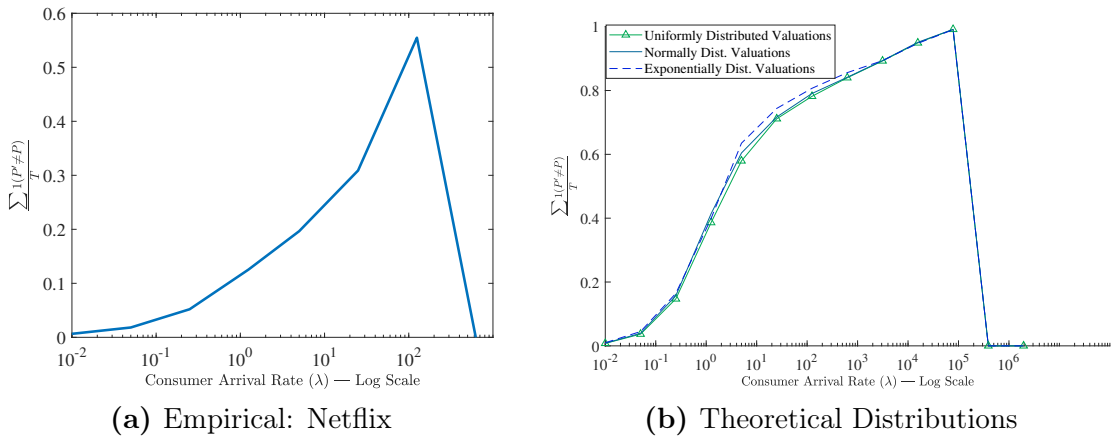 0.6
0.5
0.4
0.3
0.2
0.1
0
∑ 1(P′≠P)
T
10^-2 10^-1 10^0 10^1 10^2
Consumer Arrival Rate (λ) — Log Scale
(a) Empirical: Netflix
1
0.8
0.6
0.4
0.2
0
∑ 1(P′≠P)
T
Uniformly Distributed Valuations
Normally Dist. Valuations
Exponentially Dist. Valuations
10^-2 10^-1 10^0 10^1 10^2 10^3 10^4 10^5 10^6
Consumer Arrival Rate (λ) — Log Scale
(b) Theoretical Distributions